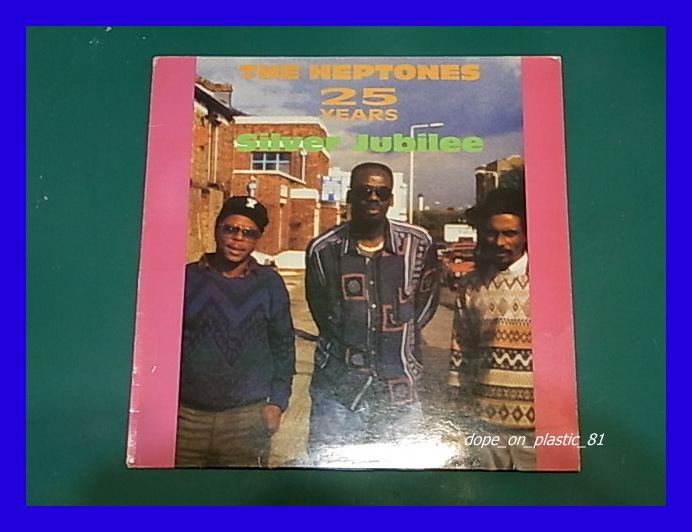 THE HEPTONES
25
YEARS
Silver Jubilee
dope_on_plastic_81